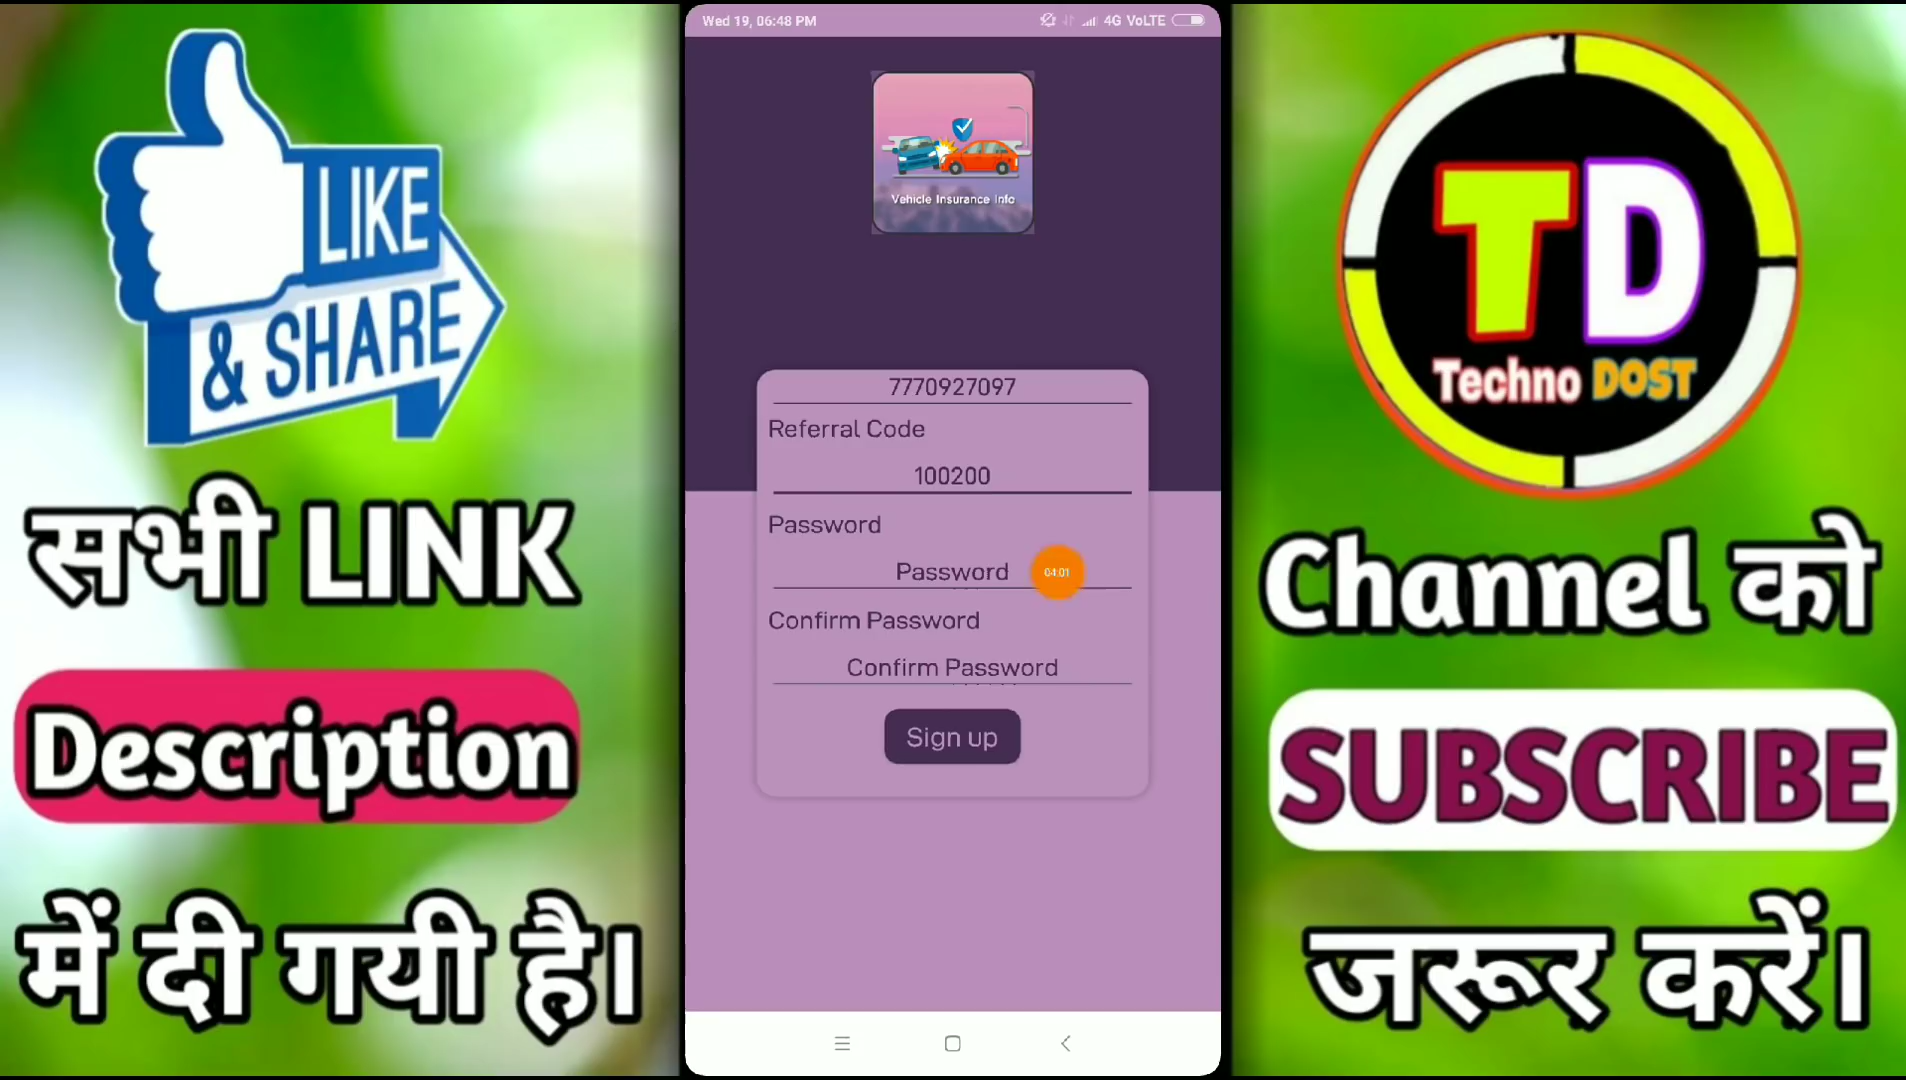 LIKE
& SHARE
सभी LINK
Description
में दी गयी है।
Wed 19, 06:48 PM
4G VoLTE
Vehicle Insurance Info
7770927097
Referral Code
100200
Password
Password
04:01
Confirm Password
Confirm Password
Sign up
TD
Techno DOST
Channel को
SUBSCRIBE
जरूर करें।